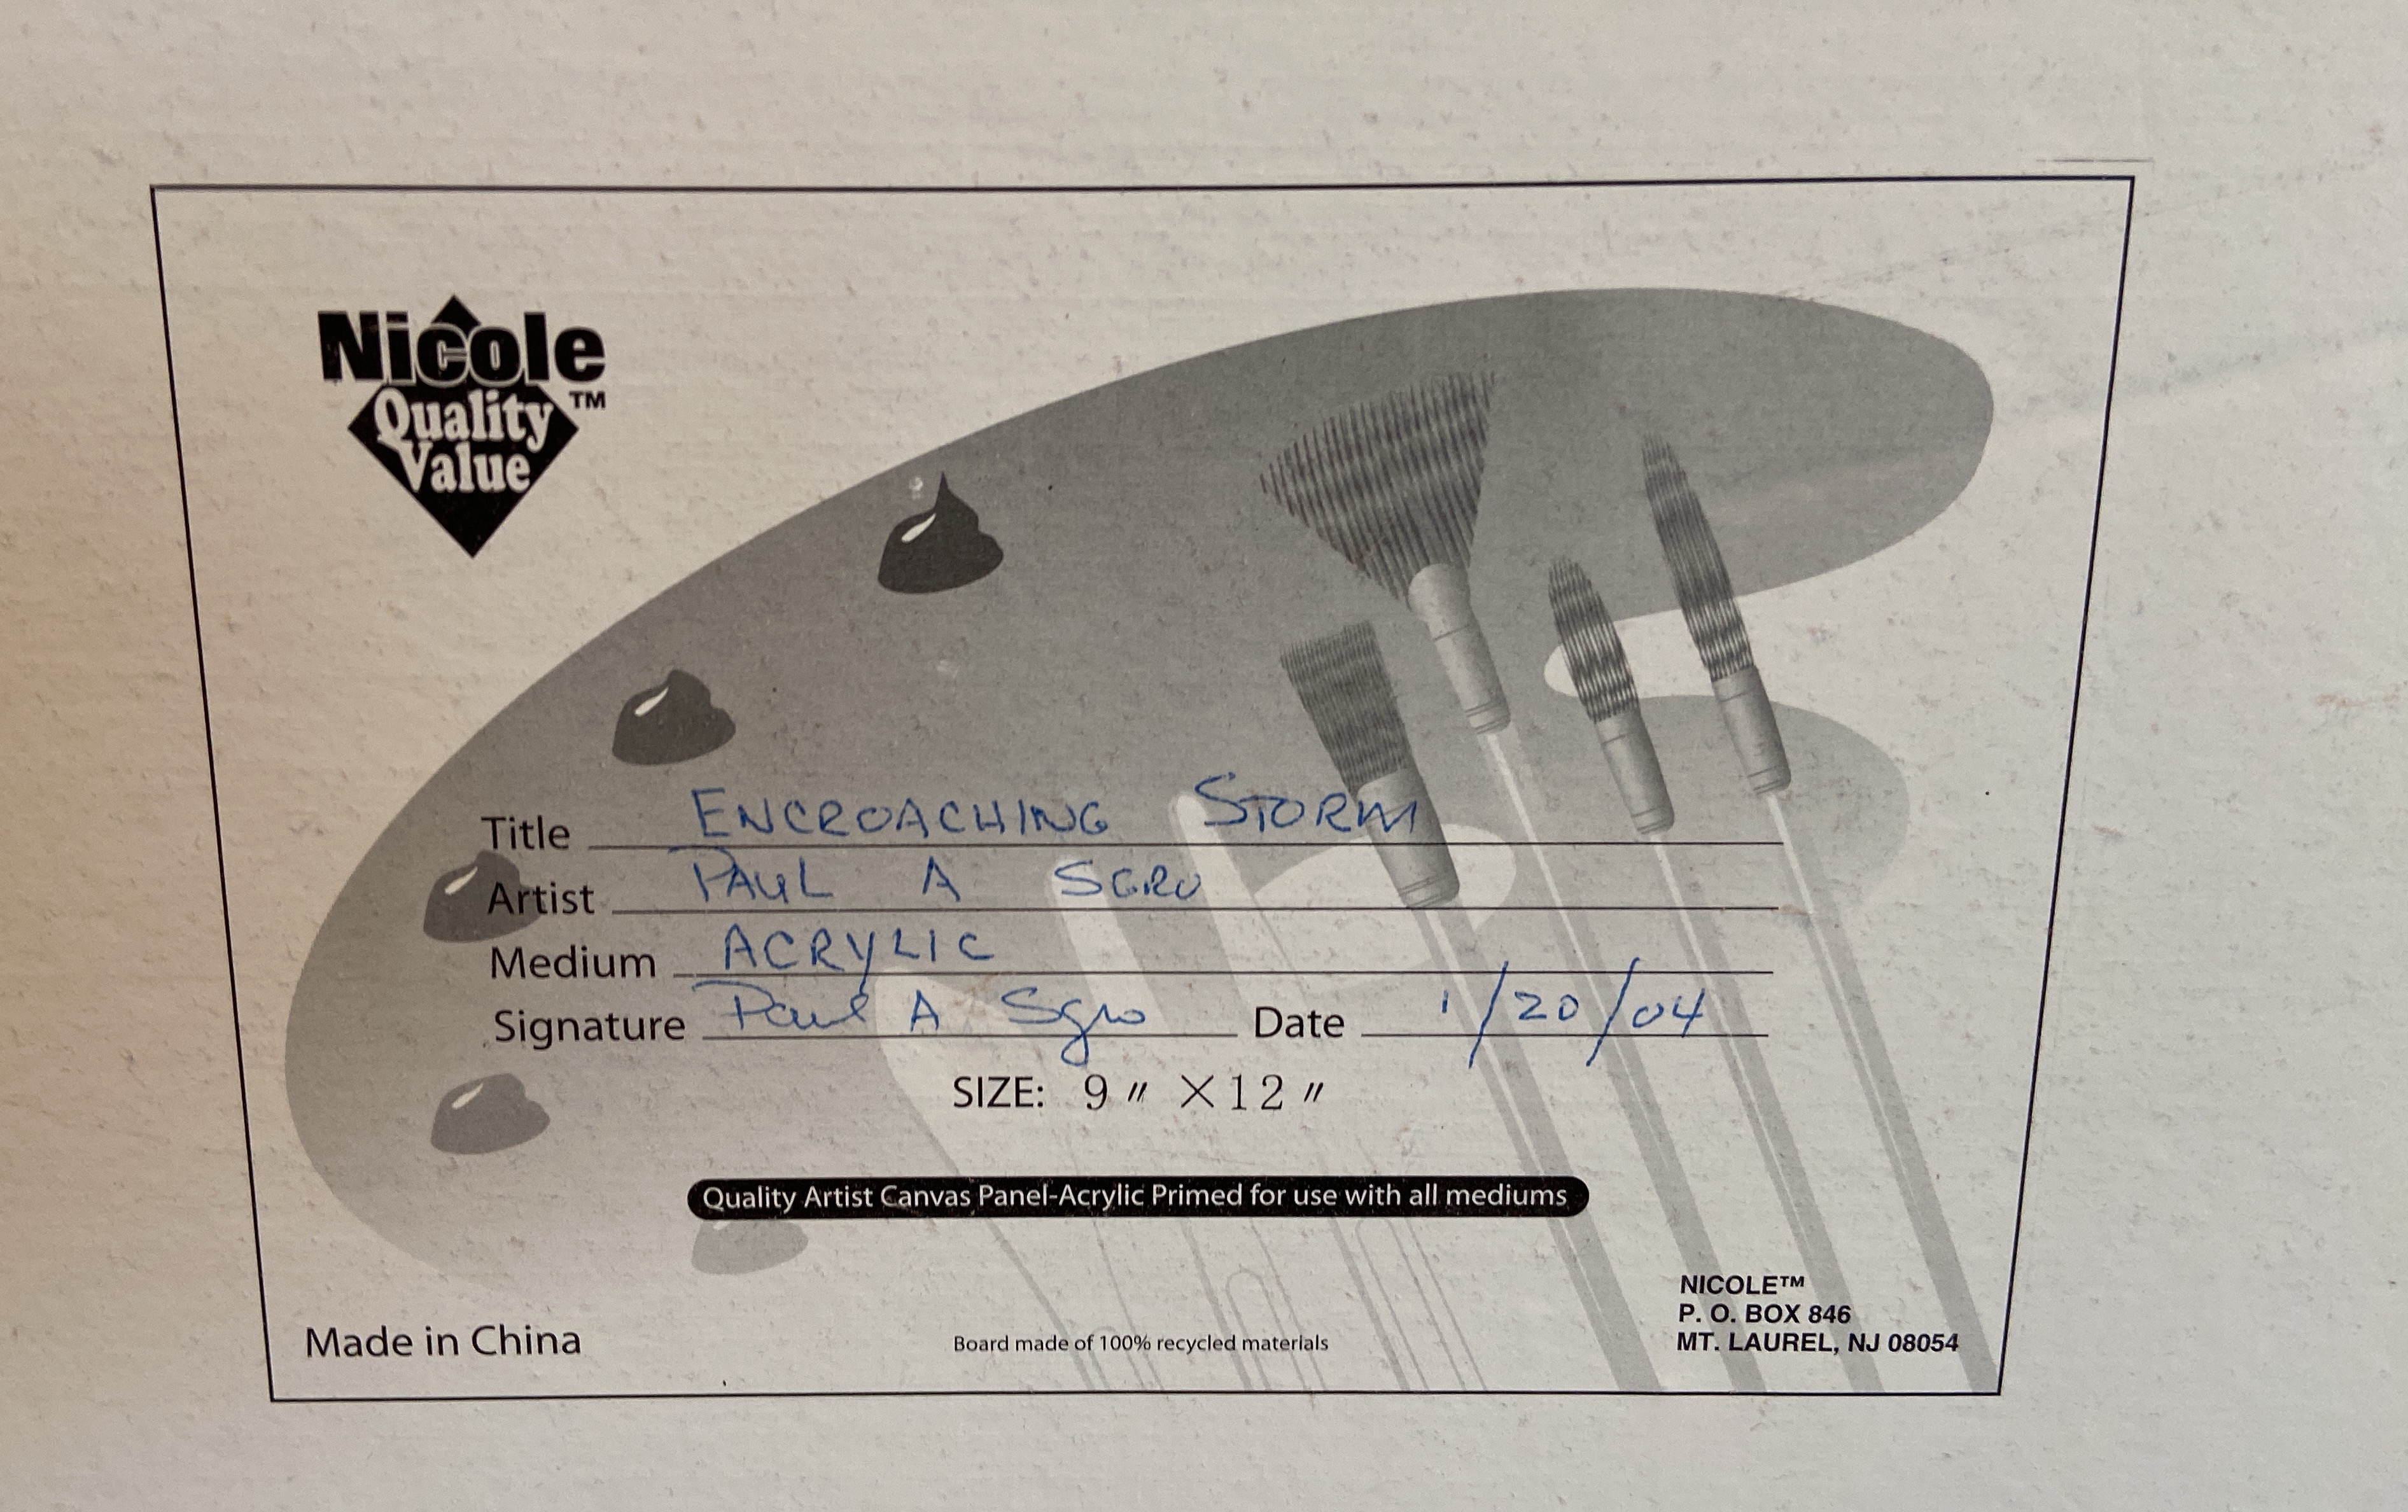 Nicole
Quality
Value
TM
Title ENCROACHING STORM
Artist PAUL A SGRO
Medium ACRYLIC
Signature Paul A Sgro Date 1/20/04
SIZE: 9" X12"
Quality Artist Canvas Panel-Acrylic Primed for use with all mediums
NICOLE™
P. O. BOX 846
MT. LAUREL, NJ 08054
Made in China
Board made of 100% recycled materials